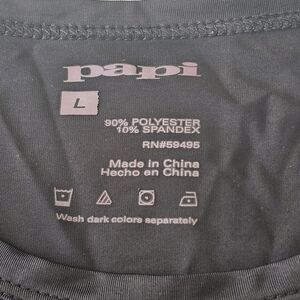 papi
L
90% POLYESTER
10% SPANDEX
RN#59495
Made in China
Hecho en China
Wash dark colors separately